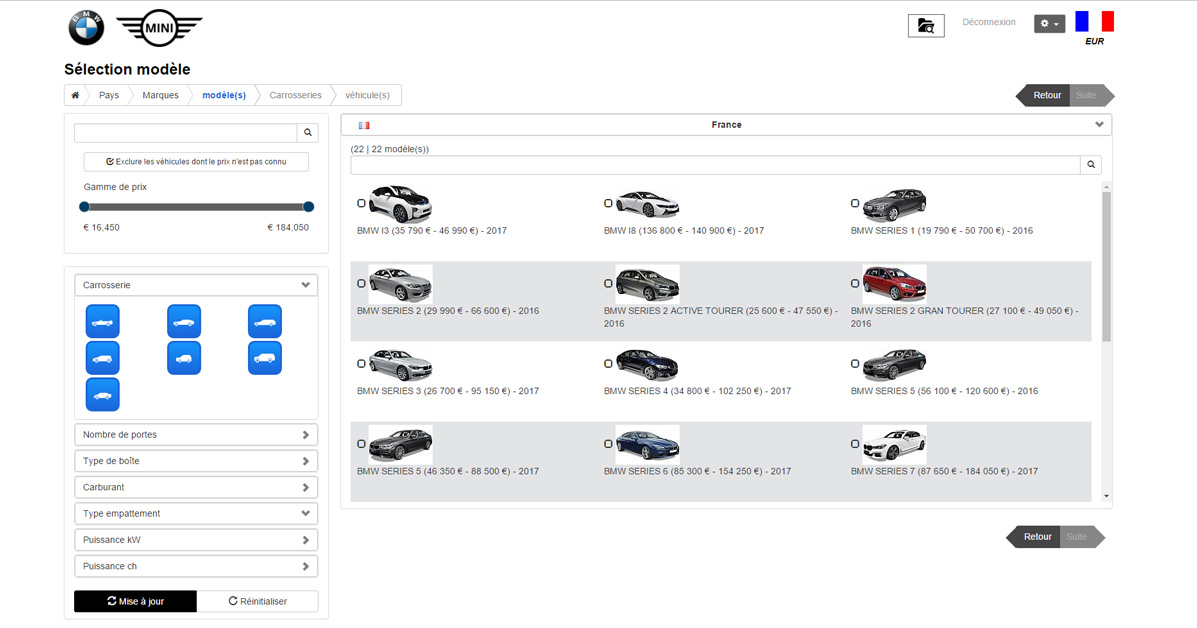 BMW
MINI
Déconnexion
EUR
Sélection modèle
Pays
Marques
modèle(s)
Carrosseries
véhicule(s)
Retour
Suite
Exclure les véhicules dont le prix n'est pas connu
Gamme de prix
€ 16,450
€ 184,050
Carrosserie
Nombre de portes
Type de boîte
Carburant
Type empattement
Puissance kW
Puissance ch
Mise à jour
Réinitialiser
France
(22 | 22 modèle(s))
BMW I3 (35 790 € - 46 990 €) - 2017
BMW I8 (136 800 € - 140 900 €) - 2017
BMW SERIES 1 (19 790 € - 50 700 €) - 2016
BMW SERIES 2 (29 990 € - 66 600 €) - 2016
BMW SERIES 2 ACTIVE TOURER (25 600 € - 47 550 €) -
2016
BMW SERIES 2 GRAN TOURER (27 100 € - 49 050 €) -
2016
BMW SERIES 3 (26 700 € - 95 150 €) - 2017
BMW SERIES 4 (34 800 € - 102 250 €) - 2017
BMW SERIES 5 (56 100 € - 120 600 €) - 2016
BMW SERIES 5 (46 350 € - 88 500 €) - 2017
BMW SERIES 6 (85 300 € - 154 250 €) - 2017
BMW SERIES 7 (87 650 € - 184 050 €) - 2017
Retour
Suite